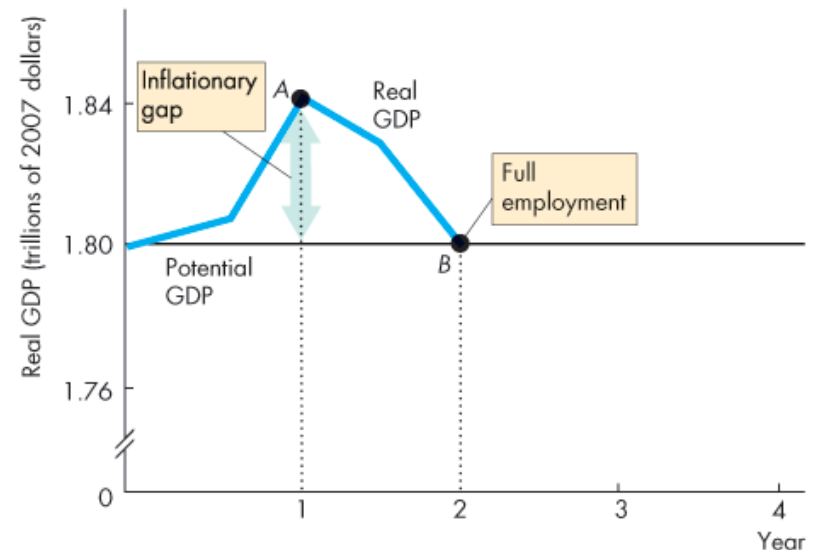 Real GDP (trillions of 2007 dollars)
1.84
1.80
1.76
0
Inflationary
gap
A
Real
GDP
Full
employment
Potential
GDP
B
1
2
3
4
Year